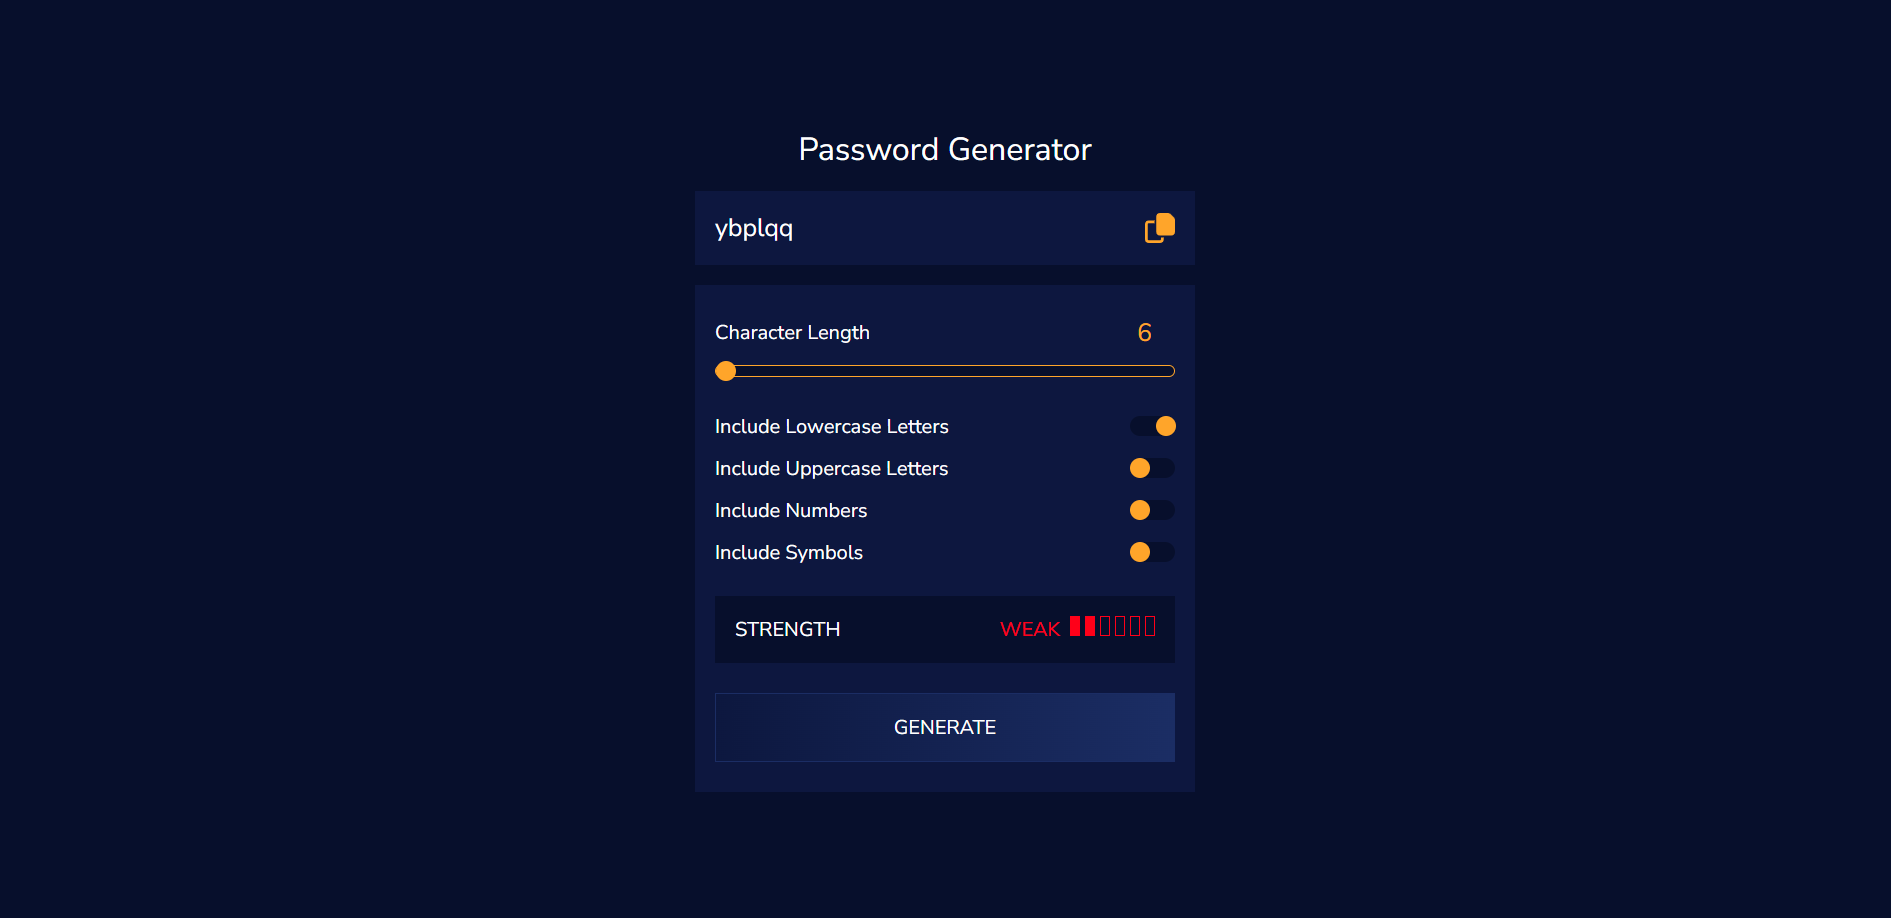 Password Generator
ybplqq
Character Length 6
Include Lowercase Letters
Include Uppercase Letters
Include Numbers
Include Symbols
STRENGTH WEAK
GENERATE